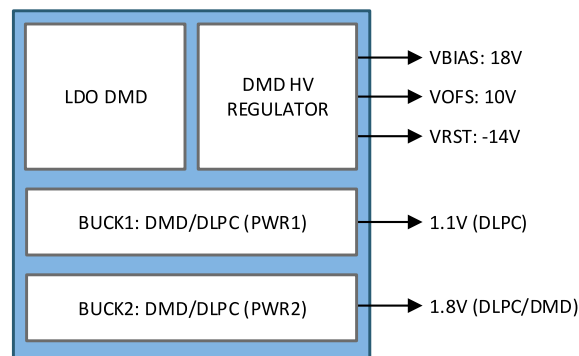 LDO DMD
DMD HV
REGULATOR
VBIAS: 18V
VOFS: 10V
VRST: -14V
BUCK1: DMD/DLPC (PWR1)
1.1V (DLPC)
BUCK2: DMD/DLPC (PWR2)
1.8V (DLPC/DMD)